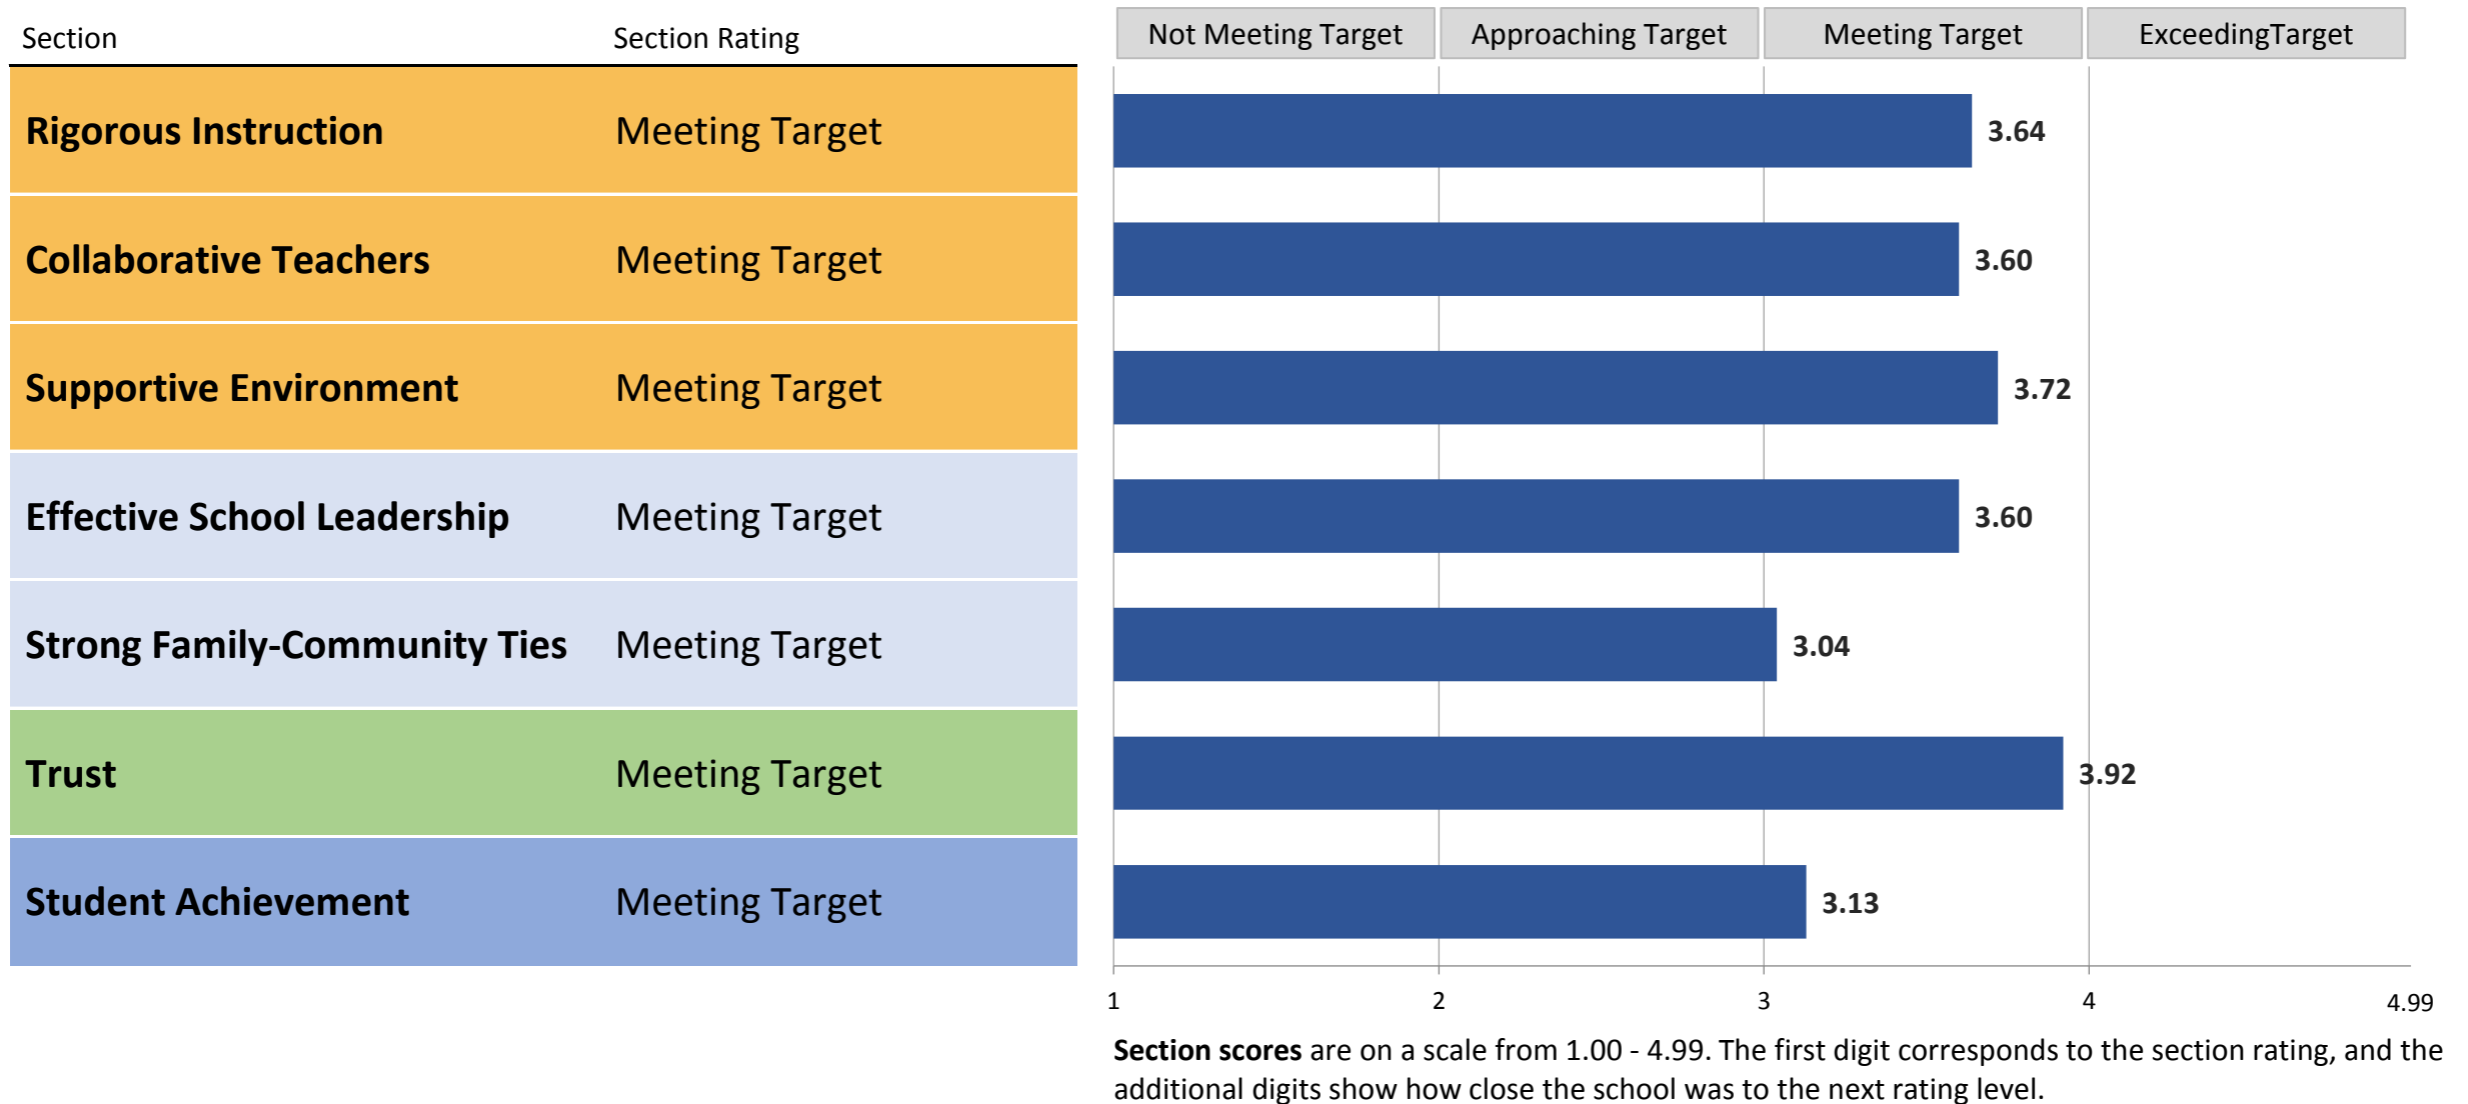 Section Section Rating Not Meeting Target Approaching Target Meeting Target ExceedingTarget
Rigorous Instruction Meeting Target 3.64
Collaborative Teachers Meeting Target 3.60
Supportive Environment Meeting Target 3.72
Effective School Leadership Meeting Target 3.60
Strong Family-Community Ties Meeting Target 3.04
Trust Meeting Target 3.92
Student Achievement Meeting Target 3.13
1 2 3 4 4.99
Section scores are on a scale from 1.00 - 4.99. The first digit corresponds to the section rating, and the
additional digits show how close the school was to the next rating level.